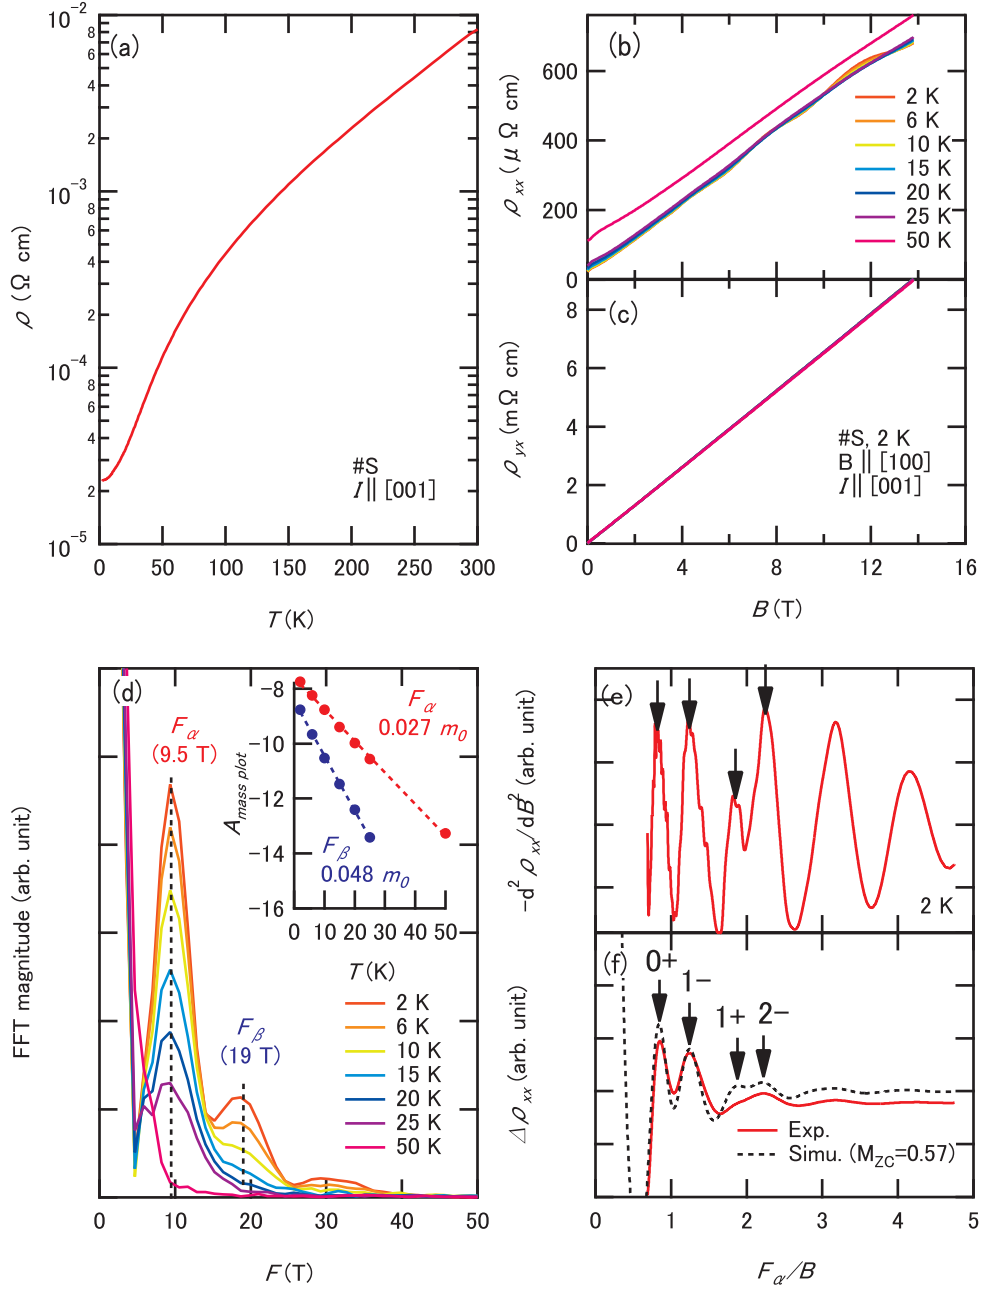 (a)
10⁻²
8
6
4
2
10⁻³
8
6
4
2
10⁻⁴
8
6
4
2
10⁻⁵
ρ (Ω cm)
#S
I || [001]
0 50 100 150 200 250 300
T (K)
(b)
600
400
200
0
ρxx (μΩ cm)
2 K
6 K
10 K
15 K
20 K
25 K
50 K
(c)
8
6
4
2
0
ρyx (mΩ cm)
#S, 2 K
B || [100]
I || [001]
0 4 8 12 16
B (T)
(d)
FFT magnitude (arb. unit)
Fα
(9.5 T)
Fβ
(19 T)
−8
−10
−12
−14
−16
Amass plot
Fα
0.027 m0
Fβ
0.048 m0
0 10 20 30 40 50
T (K)
2 K
6 K
10 K
15 K
20 K
25 K
50 K
0 10 20 30 40 50
F (T)
(e)
-d² ρxx/dB² (arb. unit)
2 K
(f)
Δρxx (arb. unit)
0+
1−
1+ 2−
Exp.
Simu. (MZC=0.57)
0 1 2 3 4 5
Fα/B